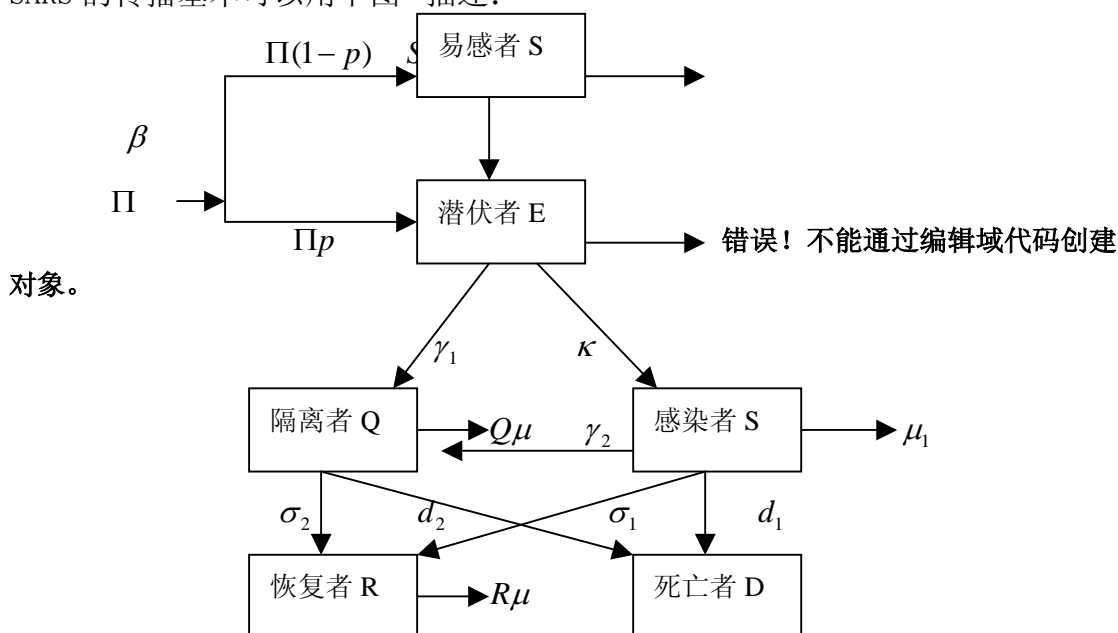 SARS 的传播基本可以用下图 描述：
Π(1− p) S 易感者 S
β
Π
潜伏者 E
Πp
错误！不能通过编辑域代码创建
对象。
γ₁ κ
隔离者 Q Qμ γ₂ 感染者 S μ₁
σ₂ d₂ σ₁ d₁
恢复者 R Rμ 死亡者 D